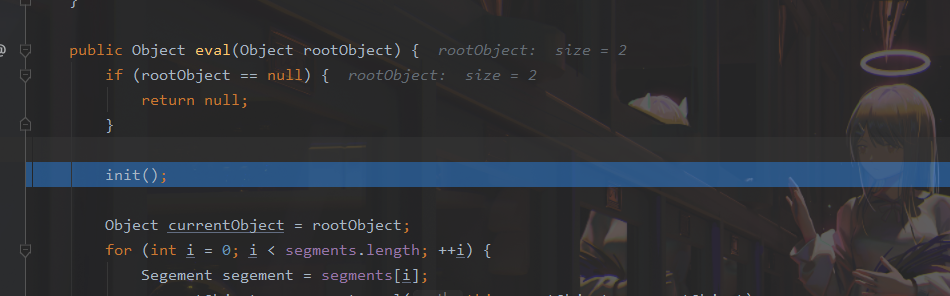 }
public Object eval(Object rootObject) { rootObject: size = 2
if (rootObject == null) { rootObject: size = 2
return null;
}
init();
Object currentObject = rootObject;
for (int i = 0; i < segments.length; ++i) {
Segement segement = segments[i];